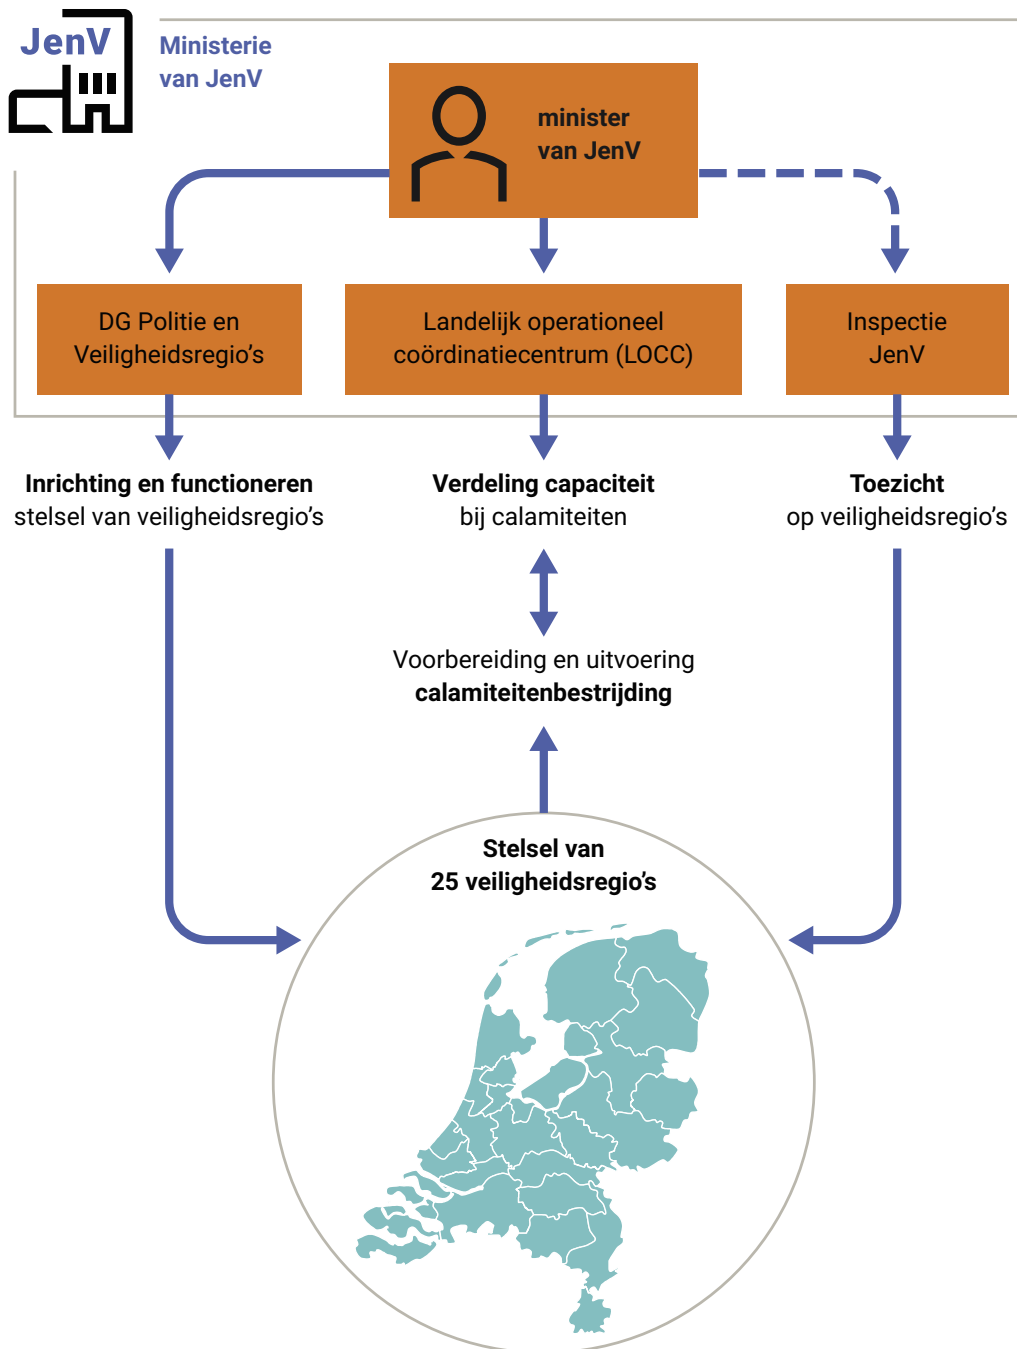 JenV
Ministerie
van JenV
minister
van JenV
DG Politie en
Veiligheidsregio’s
Landelijk operationeel
coördinatiecentrum (LOCC)
Inspectie
JenV
Inrichting en functioneren
stelsel van veiligheidsregio’s
Verdeling capaciteit
bij calamiteiten
Toezicht
op veiligheidsregio’s
Voorbereiding en uitvoering
calamiteitenbestrijding
Stelsel van
25 veiligheidsregio’s